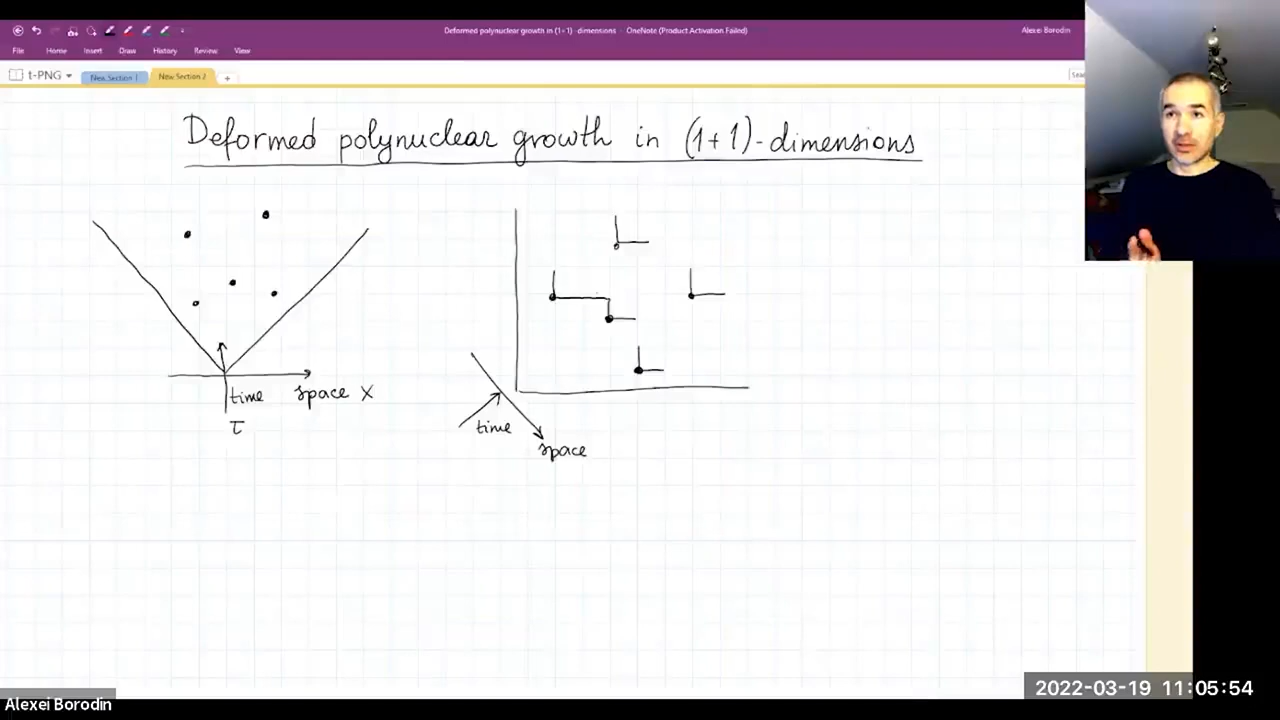 Deformed polynuclear growth in (1+1)-dimensions - OneNote (Product Activation Failed)
Alexei Borodin
File Home Insert Draw History Review View
t-PNG
New Section 1
New Section 2
Deformed polynuclear growth in (1+1)-dimensions
time
space X
τ
time
space
2022-03-19 11:05:54
Alexei Borodin